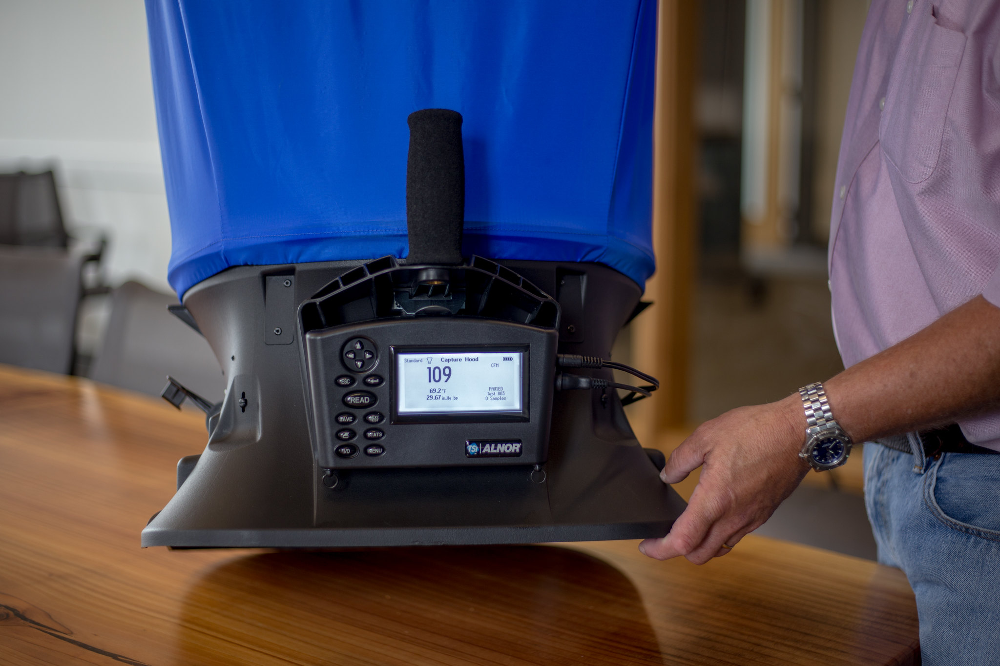 Standard Capture Hood
CFM
109
69.2°F
29.67 in.Hg bp
PAUSED
Test 003
0 Samples
ESC
READ
SAVE
NEXT
TEST
STATS
I/O
MENU
TSI ALNOR